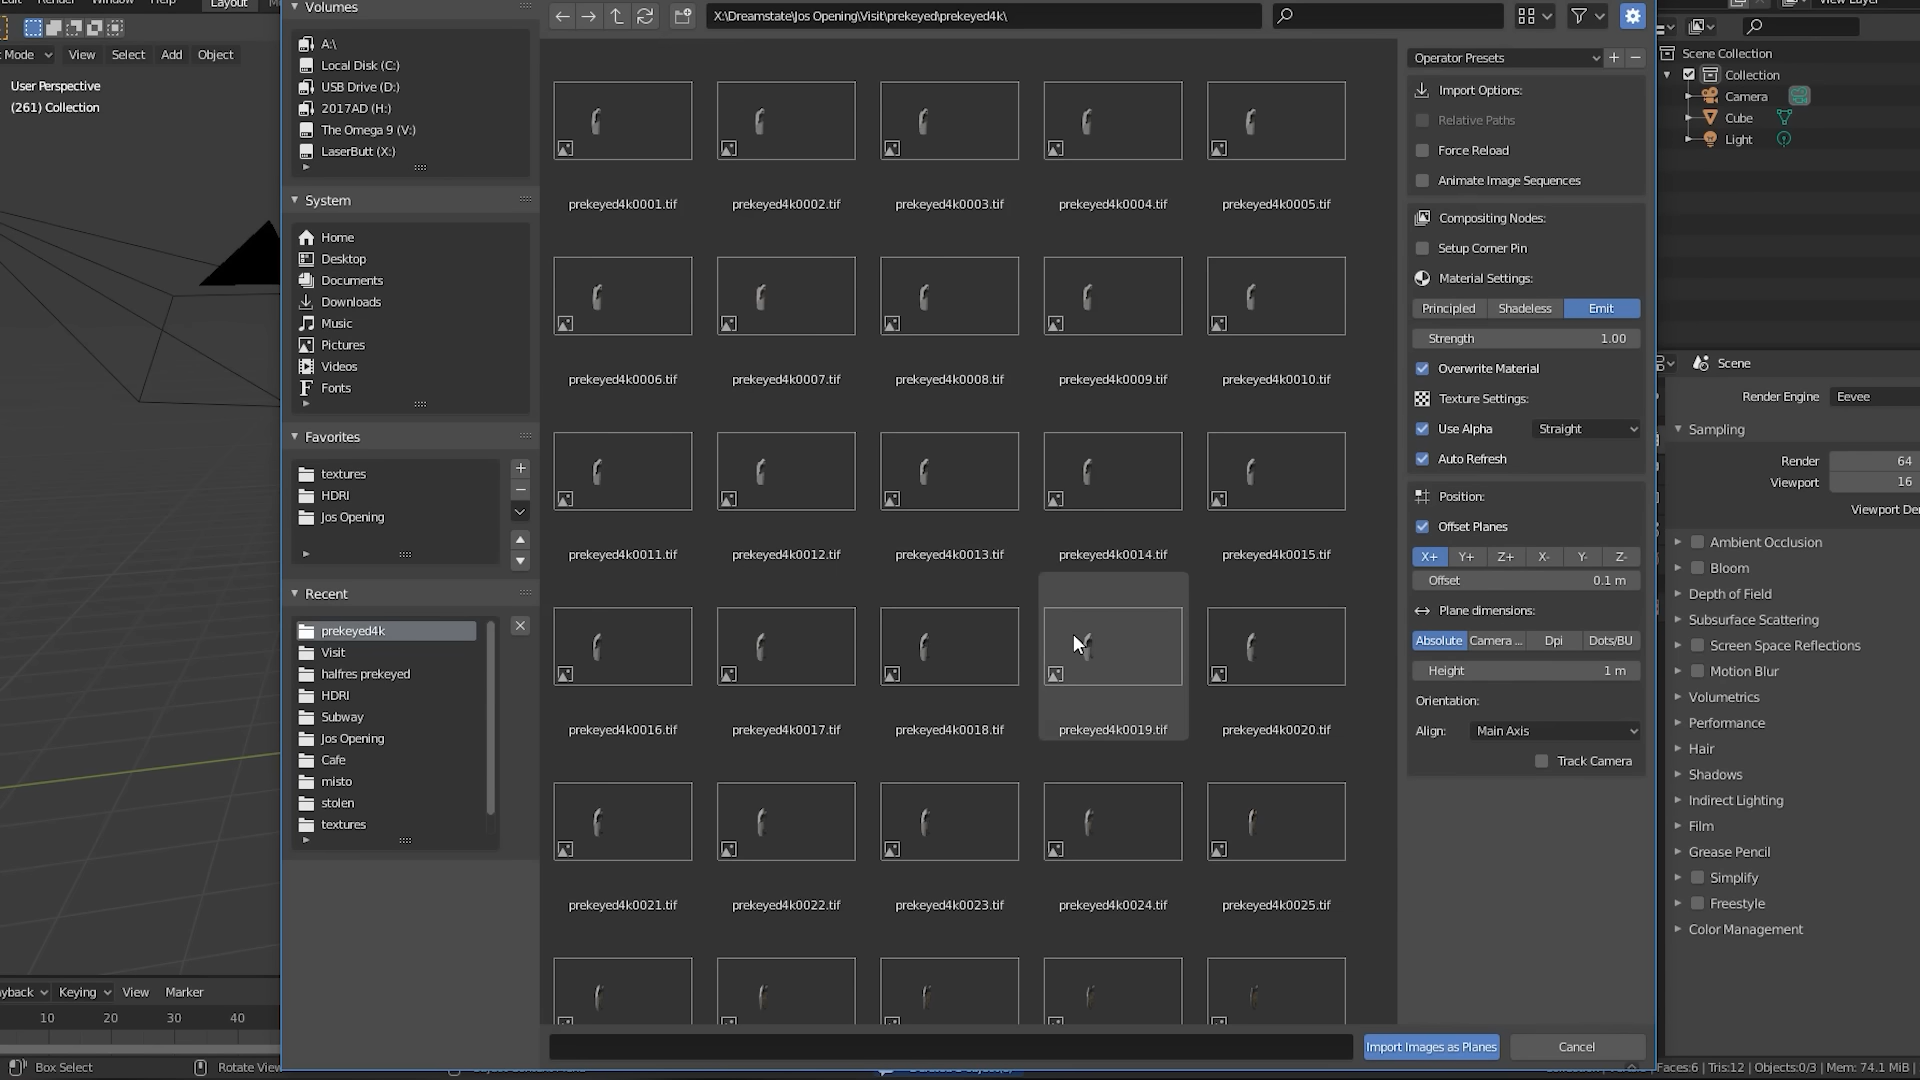 Layout
Mode
View
Select
Add
Object
User Perspective
(261) Collection
10
20
30
40
Keying
View
Marker
Box Select
Volumes
A:\
Local Disk (C:)
USB Drive (D:)
2017AD (H:)
The Omega 9 (V:)
LaserButt (X:)
System
Home
Desktop
Documents
Downloads
Music
Pictures
Videos
Fonts
Favorites
textures
HDRI
Jos Opening
Recent
prekeyed4k
Visit
halfres prekeyed
HDRI
Subway
Jos Opening
Cafe
misto
stolen
textures
X:\Dreamstate\Jos Opening\Visit\prekeyed\prekeyed4k\
prekeyed4k0001.tif
prekeyed4k0002.tif
prekeyed4k0003.tif
prekeyed4k0004.tif
prekeyed4k0005.tif
prekeyed4k0006.tif
prekeyed4k0007.tif
prekeyed4k0008.tif
prekeyed4k0009.tif
prekeyed4k0010.tif
prekeyed4k0011.tif
prekeyed4k0012.tif
prekeyed4k0013.tif
prekeyed4k0014.tif
prekeyed4k0015.tif
prekeyed4k0016.tif
prekeyed4k0017.tif
prekeyed4k0018.tif
prekeyed4k0019.tif
prekeyed4k0020.tif
prekeyed4k0021.tif
prekeyed4k0022.tif
prekeyed4k0023.tif
prekeyed4k0024.tif
prekeyed4k0025.tif
Import Images as Planes
Cancel
Operator Presets
Import Options:
Relative Paths
Force Reload
Animate Image Sequences
Compositing Nodes:
Setup Corner Pin
Material Settings:
Principled
Shadeless
Emit
Strength 1.00
Overwrite Material
Texture Settings:
Use Alpha
Straight
Auto Refresh
Position:
Offset Planes
X+
Y+
Z+
X-
Y-
Z-
Offset 0.1 m
Plane dimensions:
Absolute
Camera ...
Dpi
Dots/BU
Height 1 m
Orientation:
Align:
Main Axis
Track Camera
View Layer
Scene Collection
Collection
Camera
Cube
Light
Scene
Render Engine
Eevee
Sampling
Render 64
Viewport 16
Viewport Der
Ambient Occlusion
Bloom
Depth of Field
Subsurface Scattering
Screen Space Reflections
Motion Blur
Volumetrics
Performance
Hair
Shadows
Indirect Lighting
Film
Grease Pencil
Simplify
Freestyle
Color Management
Faces:6 | Tris:12 | Objects:0/3 | Mem: 74.1 MiB |